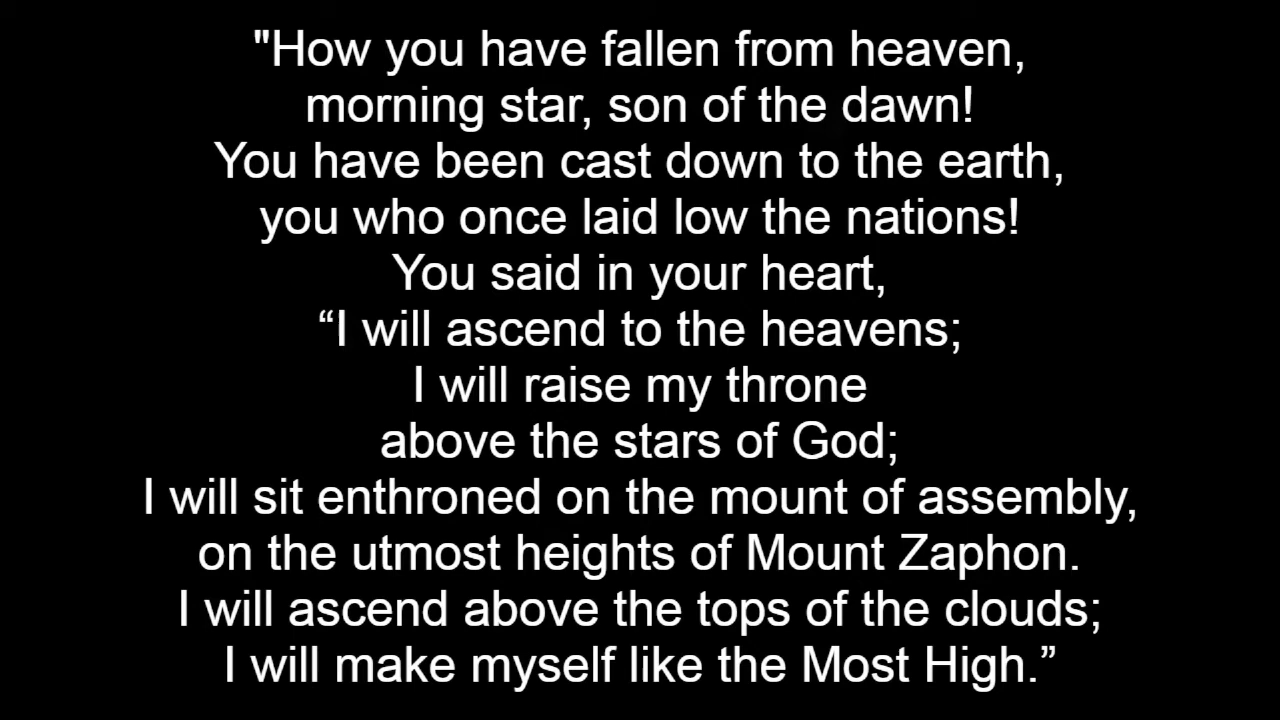 "How you have fallen from heaven,
morning star, son of the dawn!
You have been cast down to the earth,
you who once laid low the nations!
You said in your heart,
“I will ascend to the heavens;
I will raise my throne
above the stars of God;
I will sit enthroned on the mount of assembly,
on the utmost heights of Mount Zaphon.
I will ascend above the tops of the clouds;
I will make myself like the Most High.”